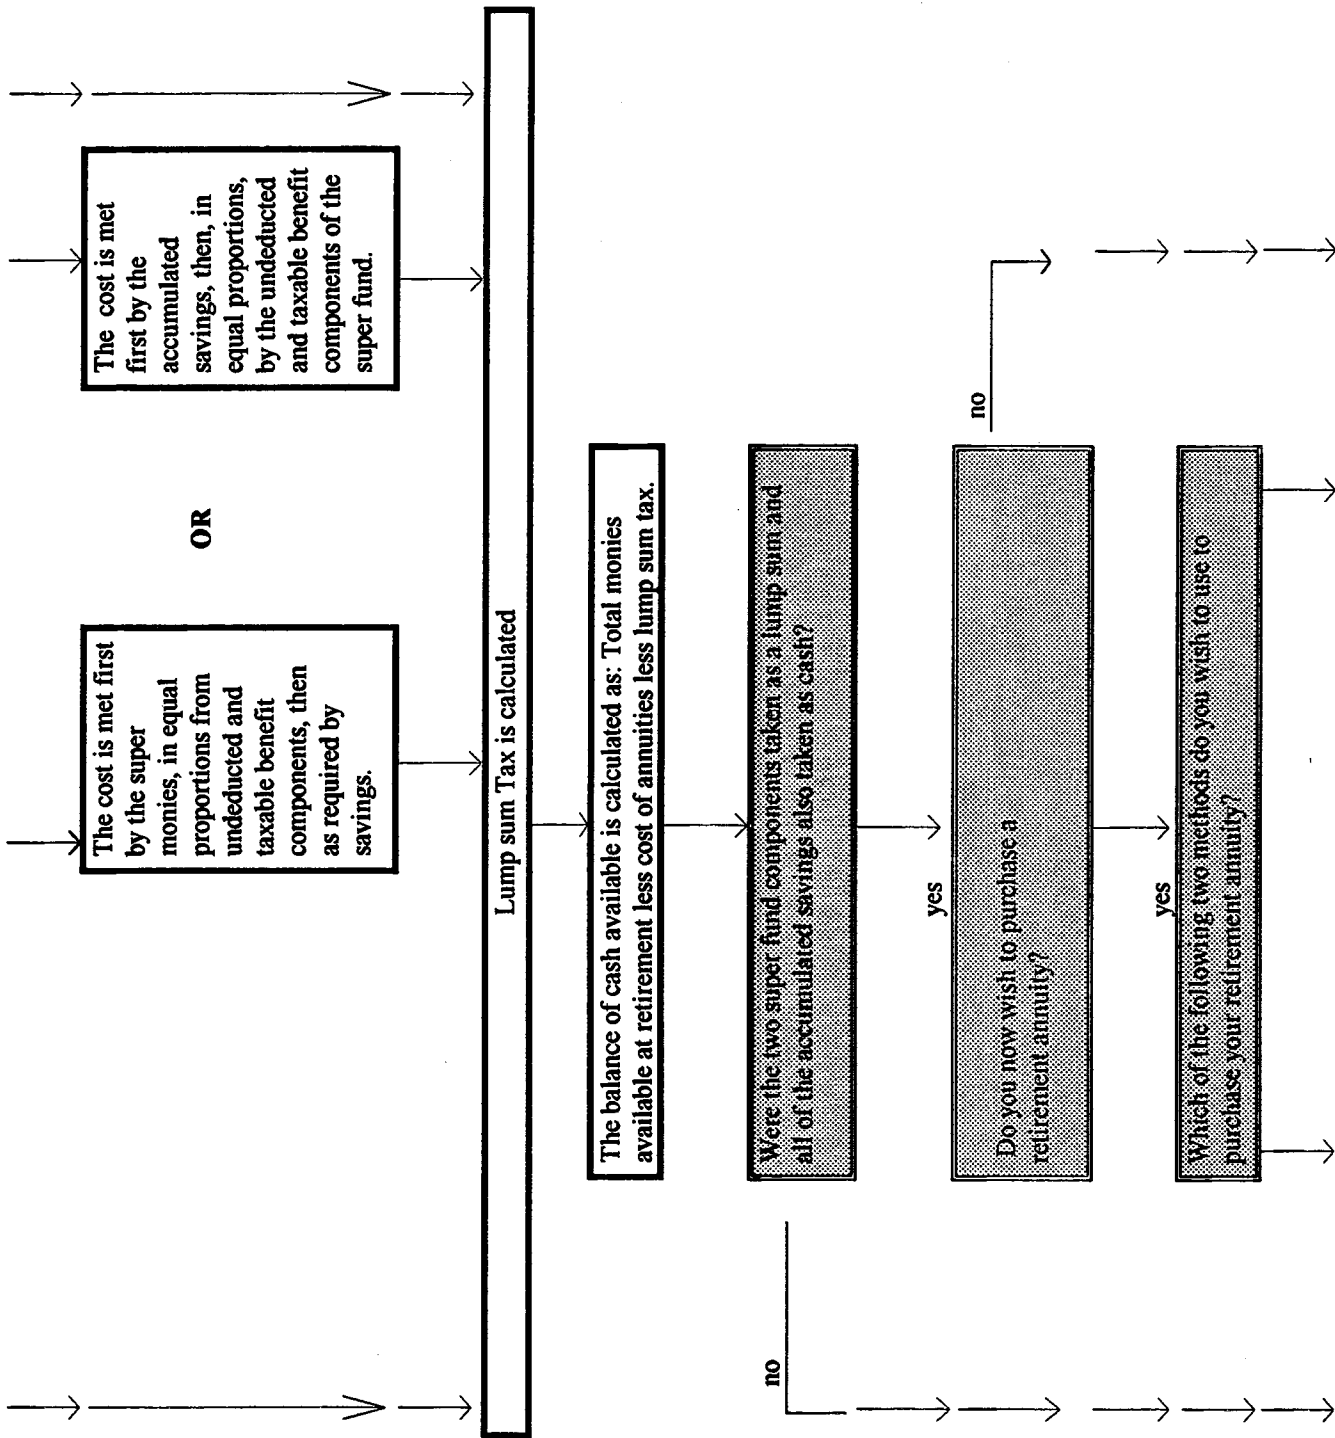 The cost is met first
by the super
monies, in equal
proportions from
undeducted and
taxable benefit
components, then
as required by
savings.
OR
The cost is met
first by the
accumulated
savings, then, in
equal proportions,
by the undeducted
and taxable benefit
components of the
super fund.
Lump sum Tax is calculated
The balance of cash available is calculated as: Total monies
available at retirement less cost of annuities less lump sum tax.
Were the two super fund components taken as a lump sum and
all of the accumulated savings also taken as cash?
no
yes
Do you now wish to purchase a
retirement annuity?
no
yes
Which of the following two methods do you wish to use to
purchase your retirement annuity?